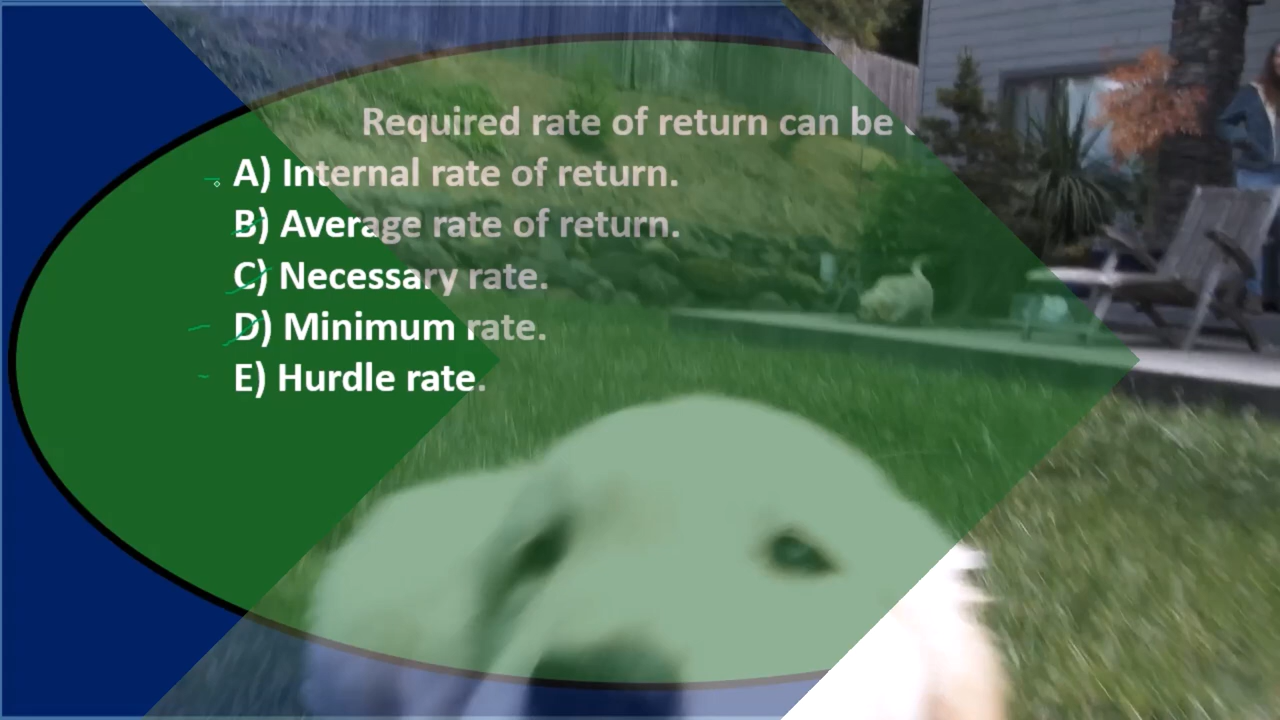 Required rate of return can be
A) Internal rate of return.
B) Average rate of return.
C) Necessary rate.
D) Minimum rate.
E) Hurdle rate.